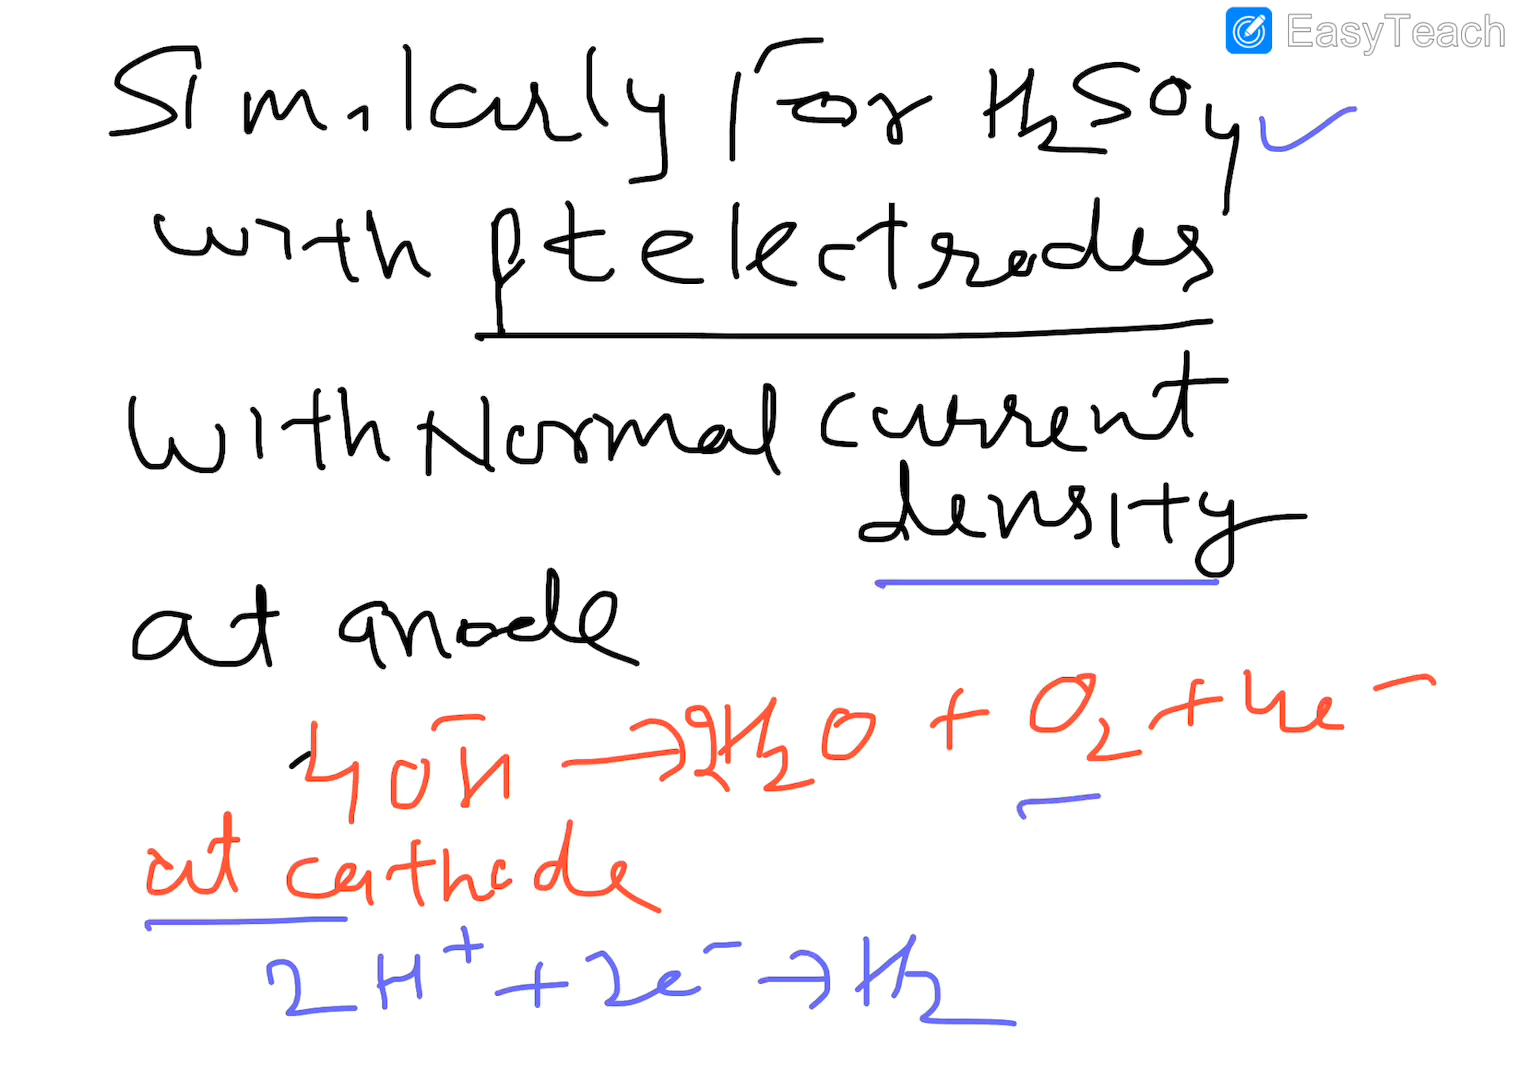 EasyTeach
Similarly For H₂SO₄ ✓
with Pt electrodes
with Normal current
density
at anode
4OH⁻ → 2H₂O + O₂ + 4e⁻
at cathode
2H⁺ + 2e⁻ → H₂